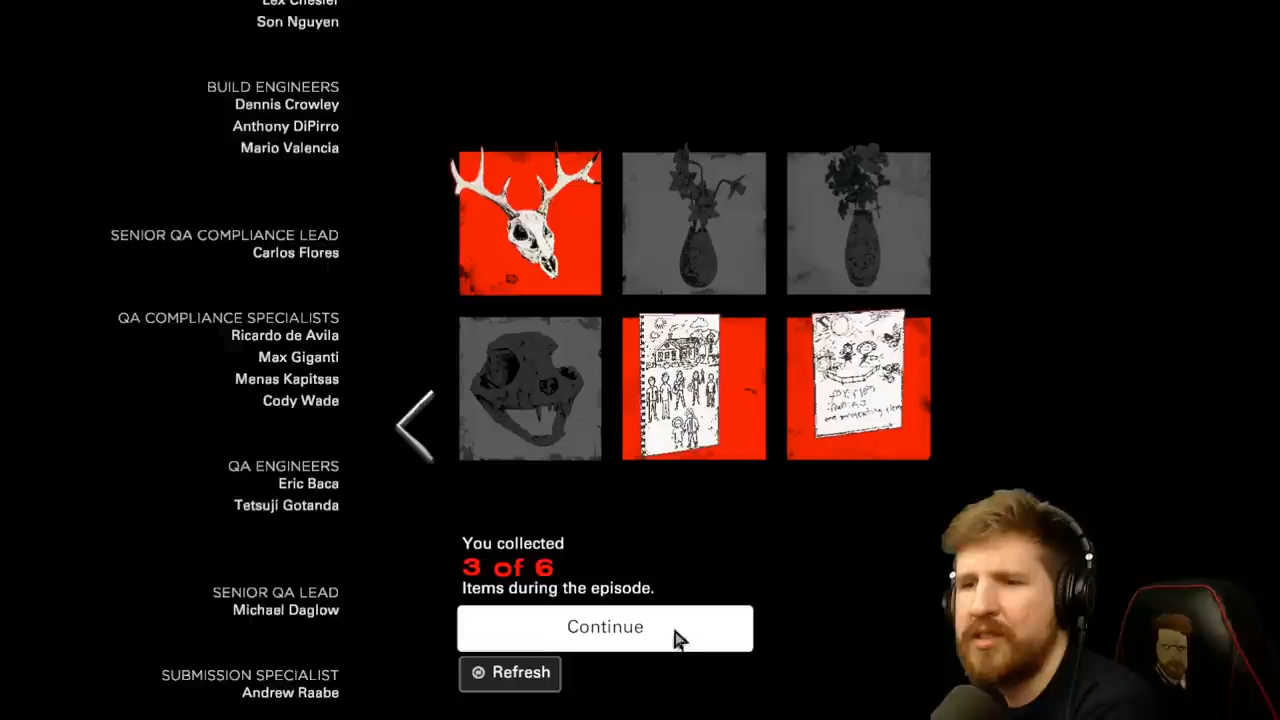 Lex Chesler
Son Nguyen
BUILD ENGINEERS
Dennis Crowley
Anthony DiPirro
Mario Valencia
SENIOR QA COMPLIANCE LEAD
Carlos Flores
QA COMPLIANCE SPECIALISTS
Ricardo de Avila
Max Giganti
Menas Kapitsas
Cody Wade
QA ENGINEERS
Eric Baca
Tetsuji Gotanda
SENIOR QA LEAD
Michael Daglow
SUBMISSION SPECIALIST
Andrew Raabe
You collected
3 of 6
Items during the episode.
Continue
Refresh